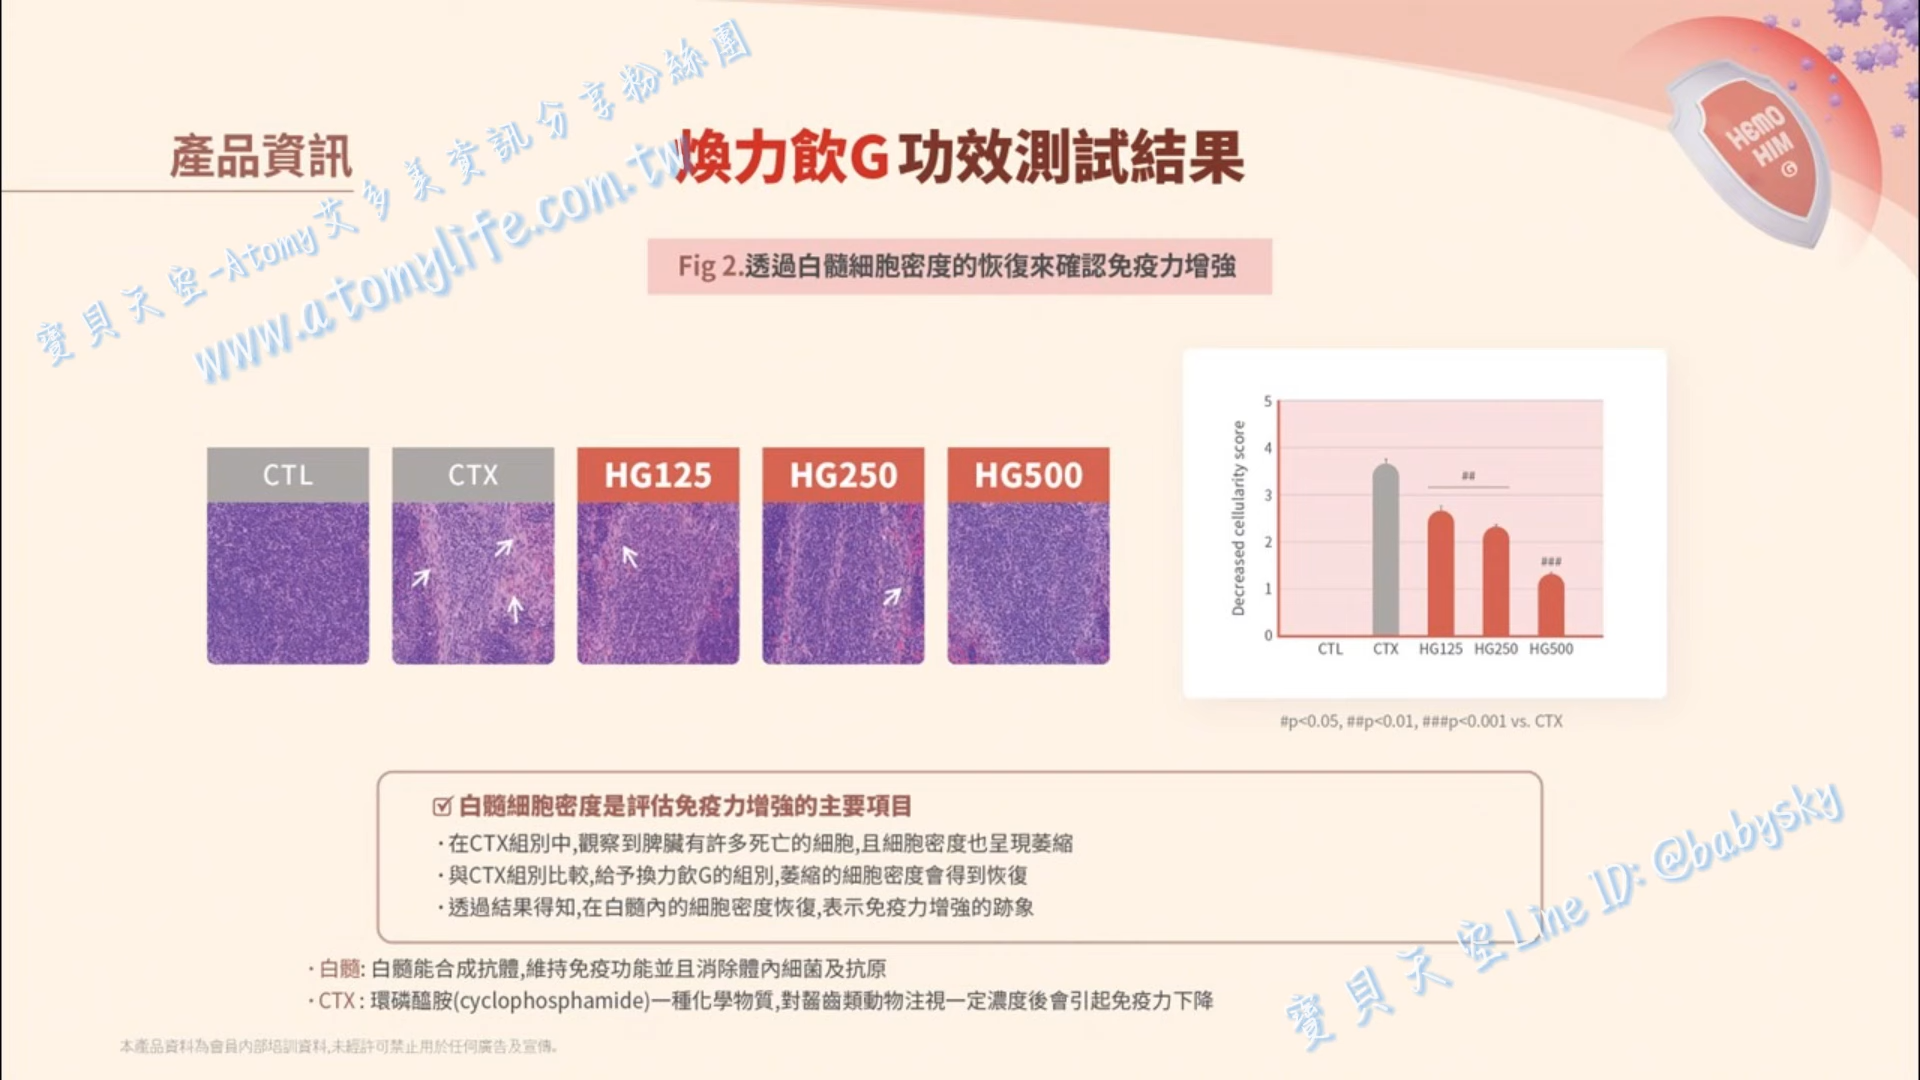 寶貝天空-Atomy艾多美資訊分享粉絲團
www.atomylife.com.tw
產品資訊
煥力飲G功效測試結果
HemoHIM G
Fig 2.透過白髓細胞密度的恢復來確認免疫力增強
CTL
CTX
HG125
HG250
HG500
Decreased cellularity score
5
4
3
2
1
0
##
###
CTL CTX HG125 HG250 HG500
#p<0.05, ##p<0.01, ###p<0.001 vs. CTX
白髓細胞密度是評估免疫力增強的主要項目
·在CTX組別中,觀察到脾臟有許多死亡的細胞,且細胞密度也呈現萎縮
·與CTX組別比較,給予換力飲G的組別,萎縮的細胞密度會得到恢復
·透過結果得知,在白髓內的細胞密度恢復,表示免疫力增強的跡象
·白髓: 白髓能合成抗體,維持免疫功能並且消除體內細菌及抗原
·CTX : 環磷醯胺(cyclophosphamide)一種化學物質,對齧齒類動物注視一定濃度後會引起免疫力下降
寶貝天空Line ID: @babysky
本產品資料為會員內部培訓資料,未經許可禁止用於任何廣告及宣傳。